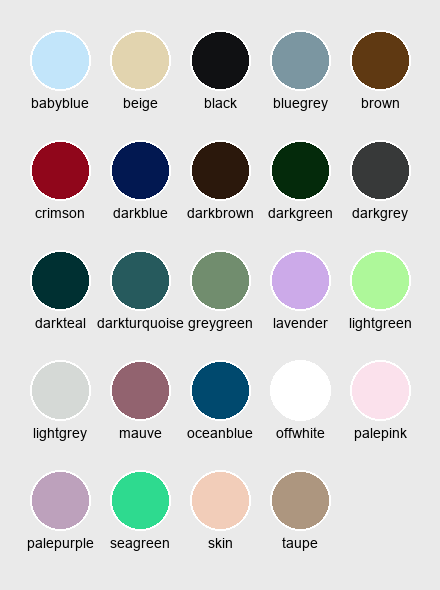 babyblue beige black bluegrey brown
crimson darkblue darkbrown darkgreen darkgrey
darkteal darkturquoise greygreen lavender lightgreen
lightgrey mauve oceanblue offwhite palepink
palepurple seagreen skin taupe